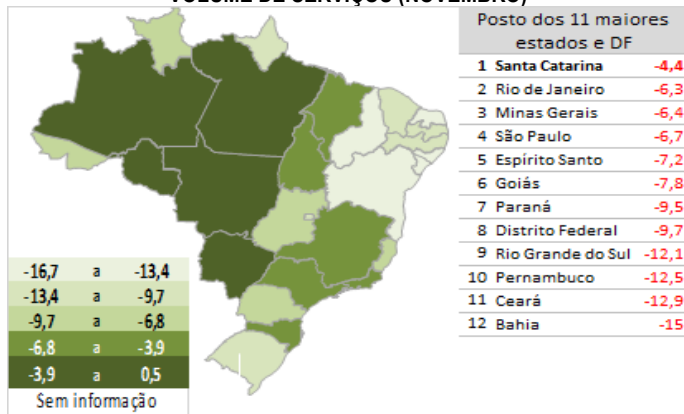 VOLUME DE SERVIÇOS (NOVEMBRO)
Posto dos 11 maiores
estados e DF
1 Santa Catarina -4,4
2 Rio de Janeiro -6,3
3 Minas Gerais -6,4
4 São Paulo -6,7
5 Espírito Santo -7,2
6 Goiás -7,8
7 Paraná -9,5
8 Distrito Federal -9,7
9 Rio Grande do Sul -12,1
10 Pernambuco -12,5
11 Ceará -12,9
12 Bahia -15
-16,7 a -13,4
-13,4 a -9,7
-9,7 a -6,8
-6,8 a -3,9
-3,9 a 0,5
Sem informação